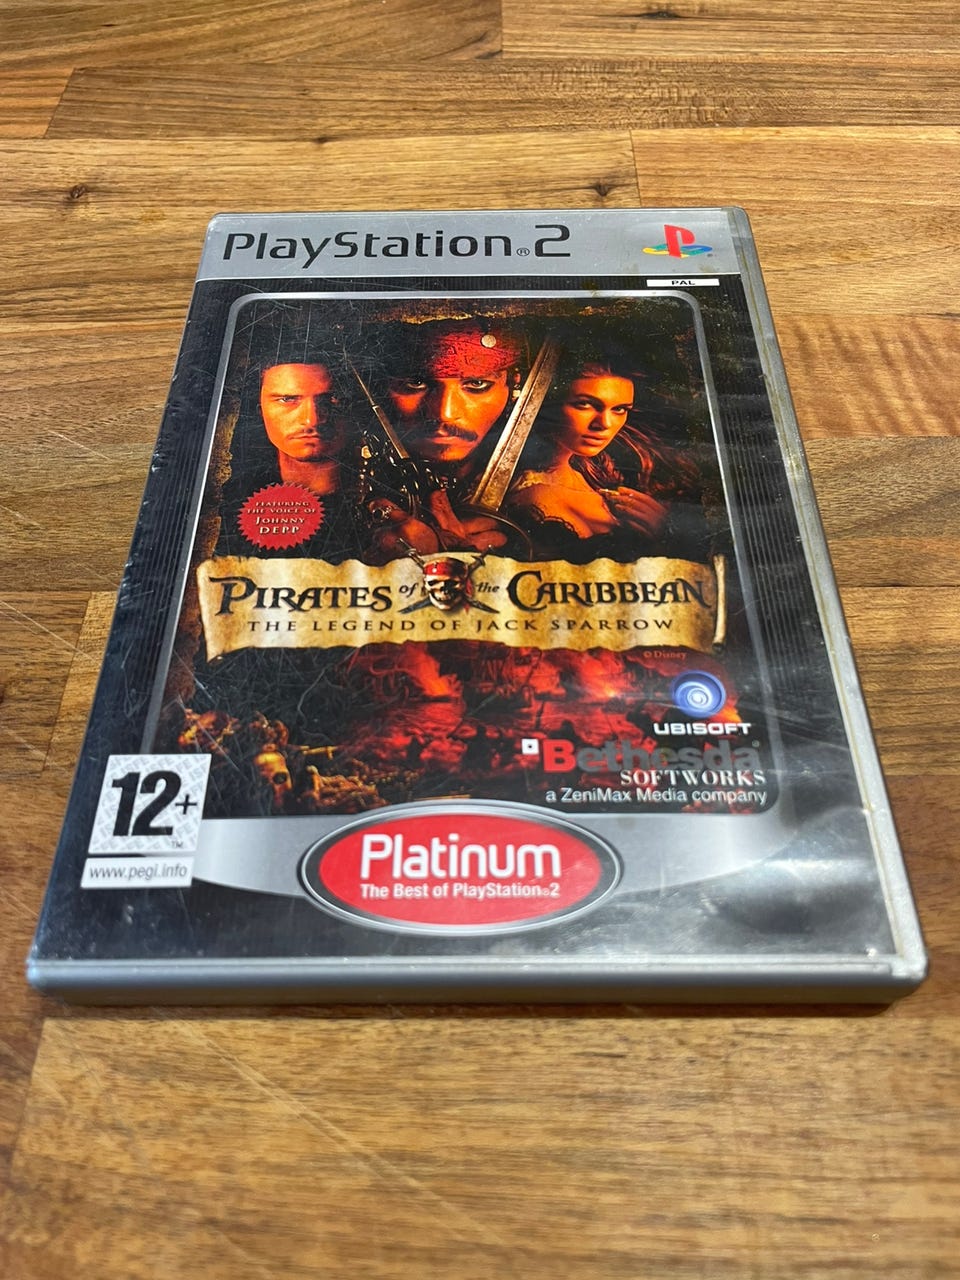 PlayStation®2
PAL
FEATURING
THE VOICE OF
JOHNNY
DEPP
PIRATES of the CARIBBEAN
THE LEGEND OF JACK SPARROW
© Disney
UBISOFT
Bethesda®
SOFTWORKS
a ZeniMax Media company
12+
™
www.pegi.info
Platinum
The Best of PlayStation®2